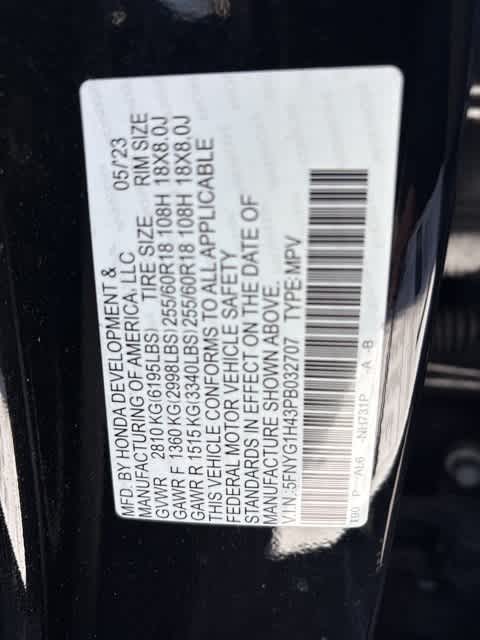 MFD. BY HONDA DEVELOPMENT &
MANUFACTURING OF AMERICA, LLC 05/23
GVWR 2810 KG(6195LBS) TIRE SIZE RIM SIZE
GAWR F 1360 KG(2998LBS) 255/60R18 108H 18X8.0J
GAWR R 1515 KG(3340LBS) 255/60R18 108H 18X8.0J
THIS VEHICLE CONFORMS TO ALL APPLICABLE
FEDERAL MOTOR VEHICLE SAFETY
STANDARDS IN EFFECT ON THE DATE OF
MANUFACTURE SHOWN ABOVE.
V.I.N.:5FNYG1H43PB032707 TYPE:MPV
T90 P -NH731P -A -B